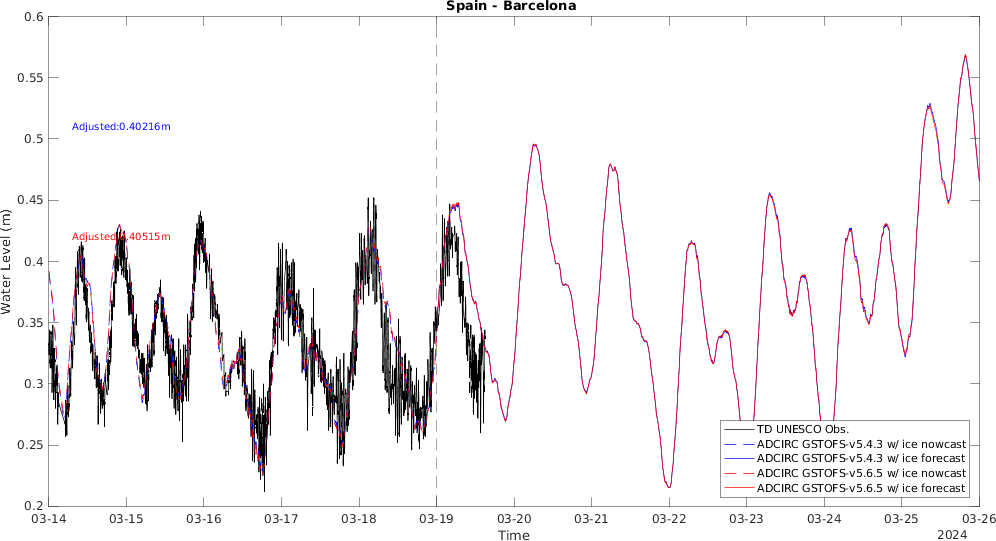 Spain - Barcelona
0.6
0.55
0.5
0.45
0.4
0.35
0.3
0.25
0.2
Water Level (m)
Adjusted:0.40216m
Adjusted:0.40515m
TD UNESCO Obs.
ADCIRC GSTOFS-v5.4.3 w/ ice nowcast
ADCIRC GSTOFS-v5.4.3 w/ ice forecast
ADCIRC GSTOFS-v5.6.5 w/ ice nowcast
ADCIRC GSTOFS-v5.6.5 w/ ice forecast
03-14 03-15 03-16 03-17 03-18 03-19 03-20 03-21 03-22 03-23 03-24 03-25 03-26
Time
2024